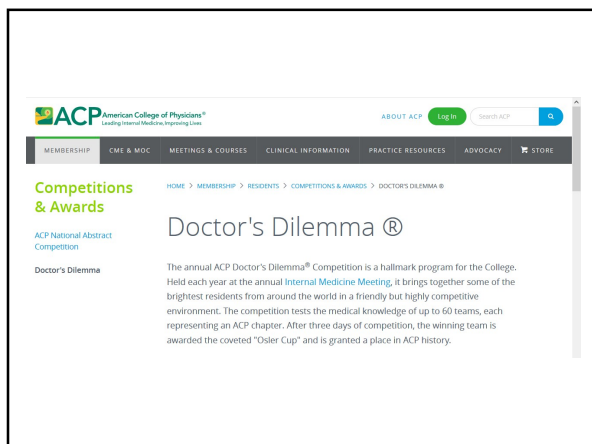 ACP American College of Physicians®
Leading Internal Medicine, Improving Lives
ABOUT ACP Log In Search ACP
MEMBERSHIP CME & MOC MEETINGS & COURSES CLINICAL INFORMATION PRACTICE RESOURCES ADVOCACY STORE
Competitions
& Awards
ACP National Abstract
Competition
Doctor's Dilemma
HOME > MEMBERSHIP > RESIDENTS > COMPETITIONS & AWARDS > DOCTOR'S DILEMMA ®
Doctor's Dilemma ®
The annual ACP Doctor's Dilemma® Competition is a hallmark program for the College.
Held each year at the annual Internal Medicine Meeting, it brings together some of the
brightest residents from around the world in a friendly but highly competitive
environment. The competition tests the medical knowledge of up to 60 teams, each
representing an ACP chapter. After three days of competition, the winning team is
awarded the coveted "Osler Cup" and is granted a place in ACP history.